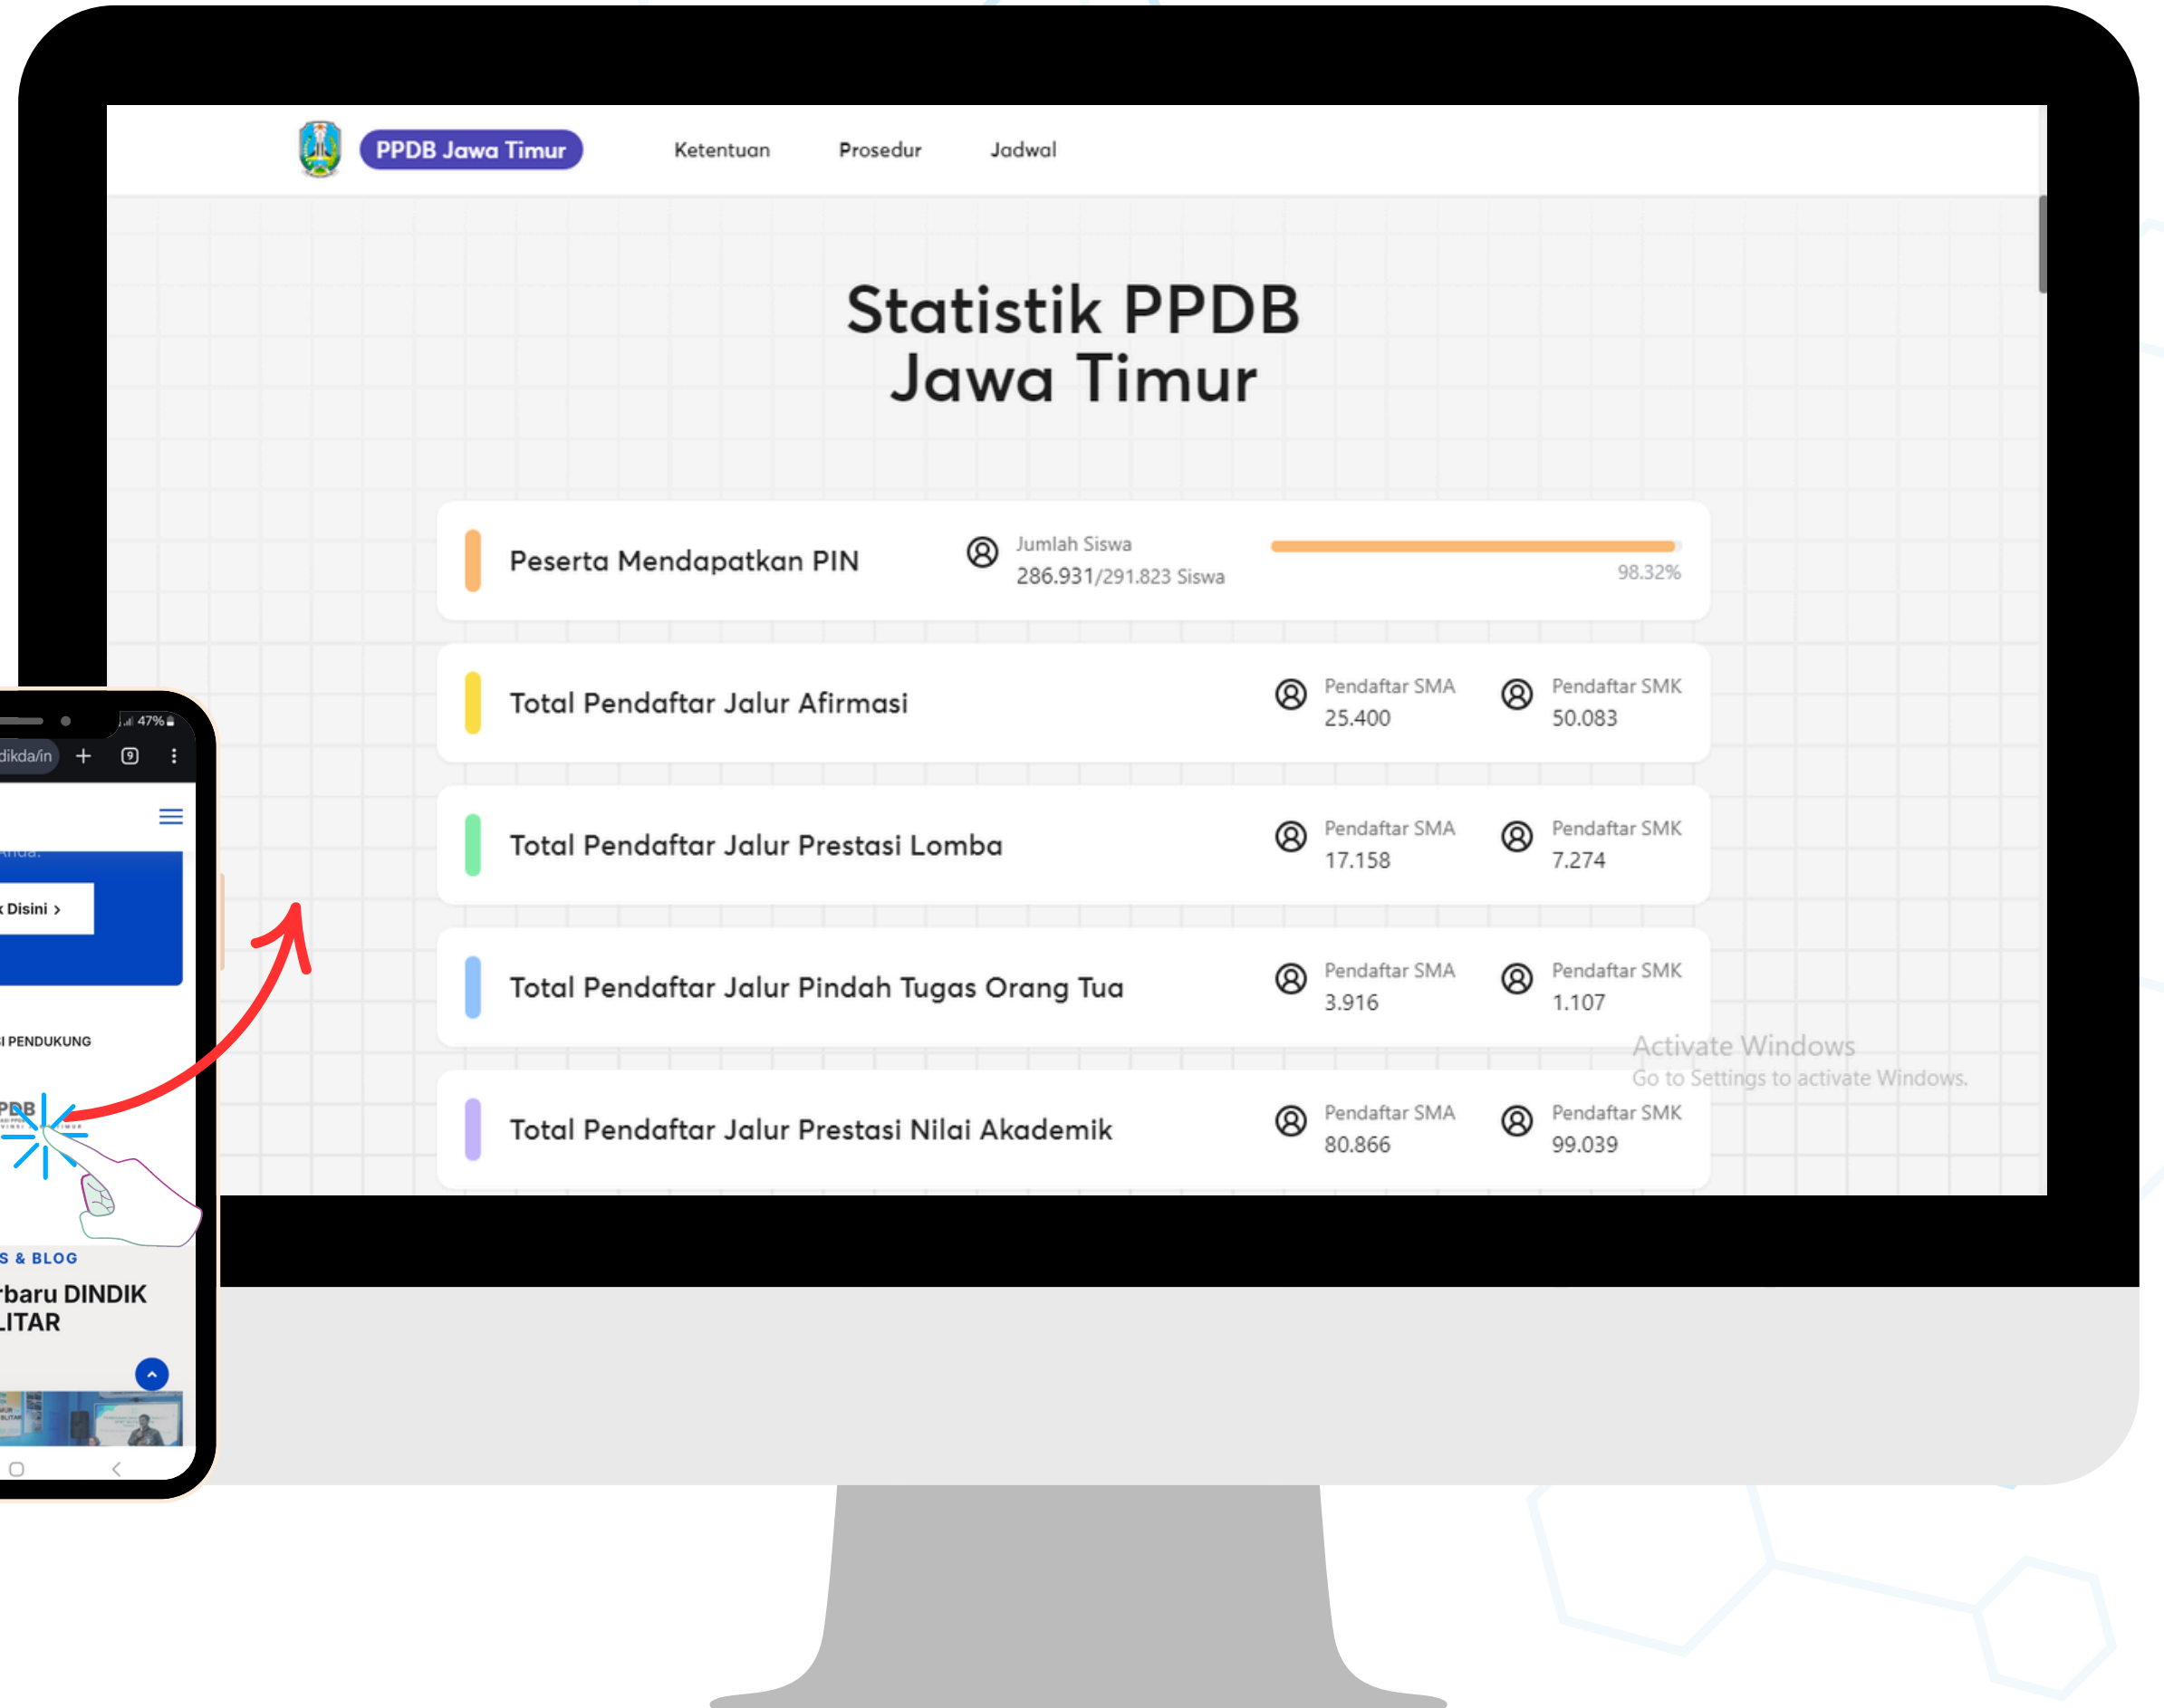 PPDB Jawa Timur
Ketentuan
Prosedur
Jadwal
Statistik PPDB
Jawa Timur
Peserta Mendapatkan PIN
Jumlah Siswa
286.931/291.823 Siswa
98.32%
Total Pendaftar Jalur Afirmasi
Pendaftar SMA
25.400
Pendaftar SMK
50.083
Total Pendaftar Jalur Prestasi Lomba
Pendaftar SMA
17.158
Pendaftar SMK
7.274
Total Pendaftar Jalur Pindah Tugas Orang Tua
Pendaftar SMA
3.916
Pendaftar SMK
1.107
Total Pendaftar Jalur Prestasi Nilai Akademik
Pendaftar SMA
80.866
Pendaftar SMK
99.039
Activate Windows
Go to Settings to activate Windows.
47%
dikda/in
9
Anda.
k Disini >
SI PENDUKUNG
PDB
S & BLOG
rbaru DINDIK
LITAR